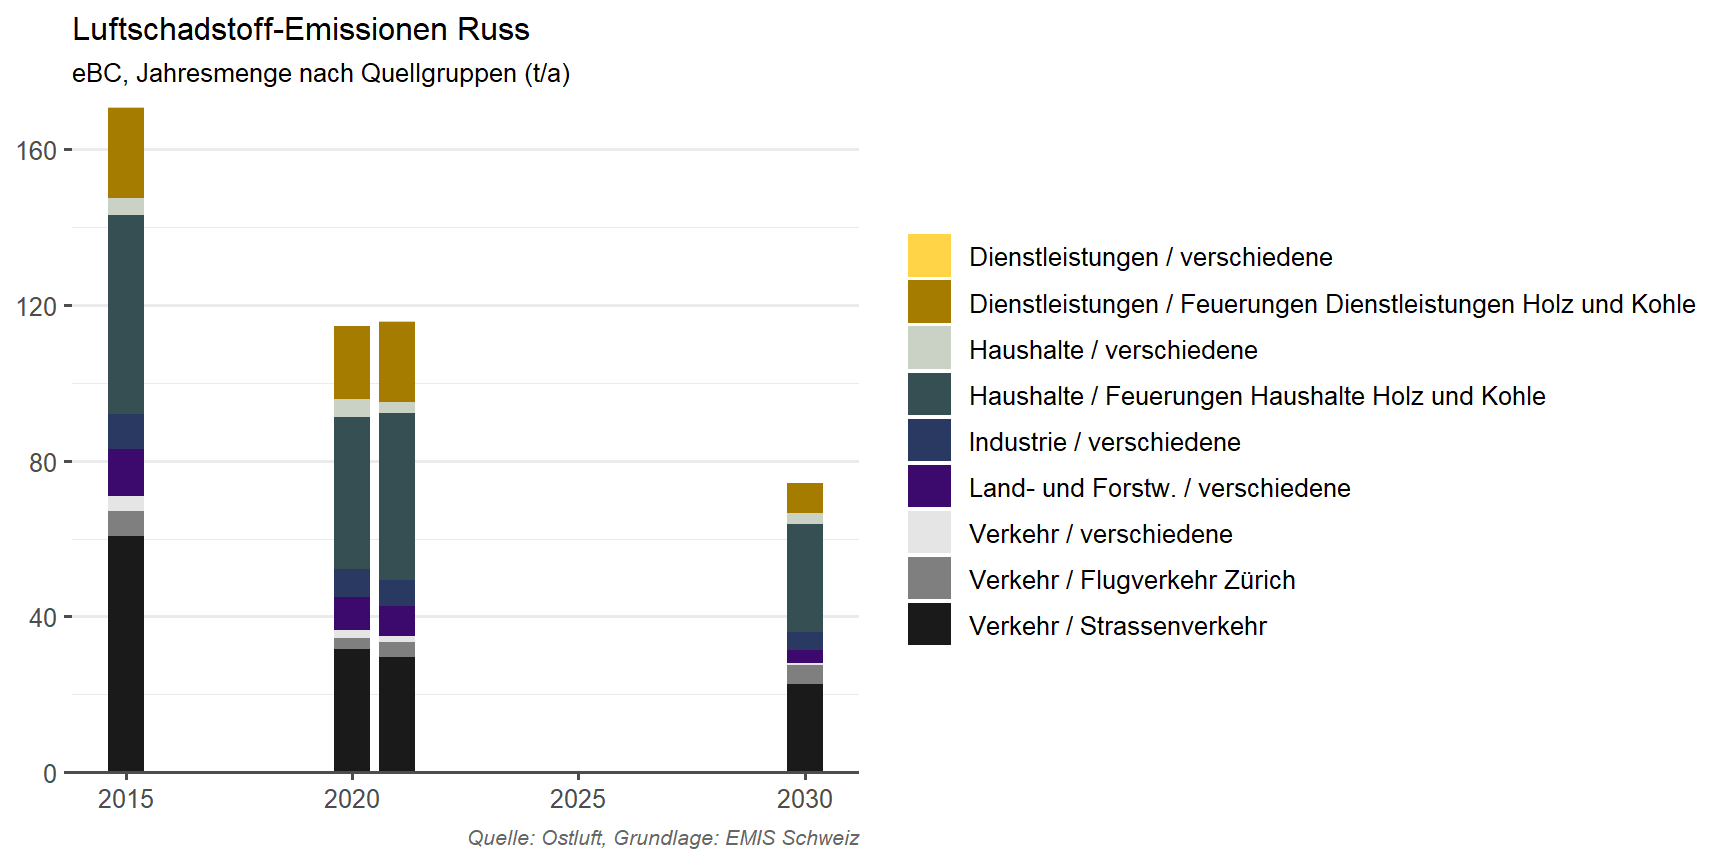 Luftschadstoff-Emissionen Russ
eBC, Jahresmenge nach Quellgruppen (t/a)
160
120
80
40
0
2015
2020
2025
2030
Dienstleistungen / verschiedene
Dienstleistungen / Feuerungen Dienstleistungen Holz und Kohle
Haushalte / verschiedene
Haushalte / Feuerungen Haushalte Holz und Kohle
Industrie / verschiedene
Land- und Forstw. / verschiedene
Verkehr / verschiedene
Verkehr / Flugverkehr Zürich
Verkehr / Strassenverkehr
Quelle: Ostluft, Grundlage: EMIS Schweiz